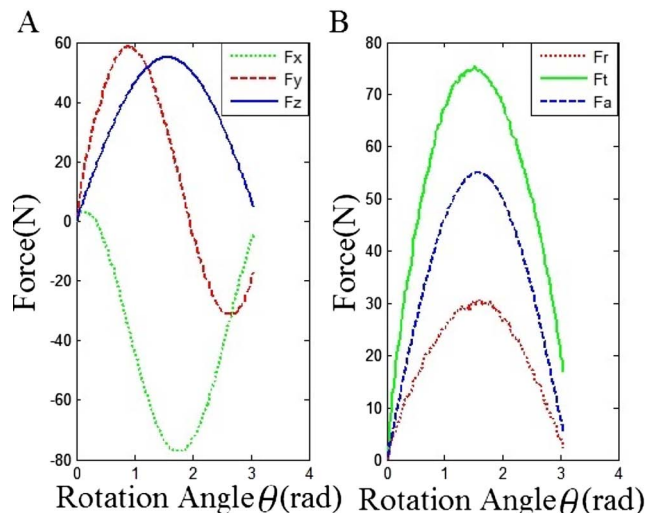 A
60
40
20
0
-20
-40
-60
-80
0 1 2 3 4
Force(N)
Rotation Angle θ(rad)
Fx
Fy
Fz
B
80
70
60
50
40
30
20
10
0
0 1 2 3 4
Force(N)
Rotation Angle θ(rad)
Fr
Ft
Fa